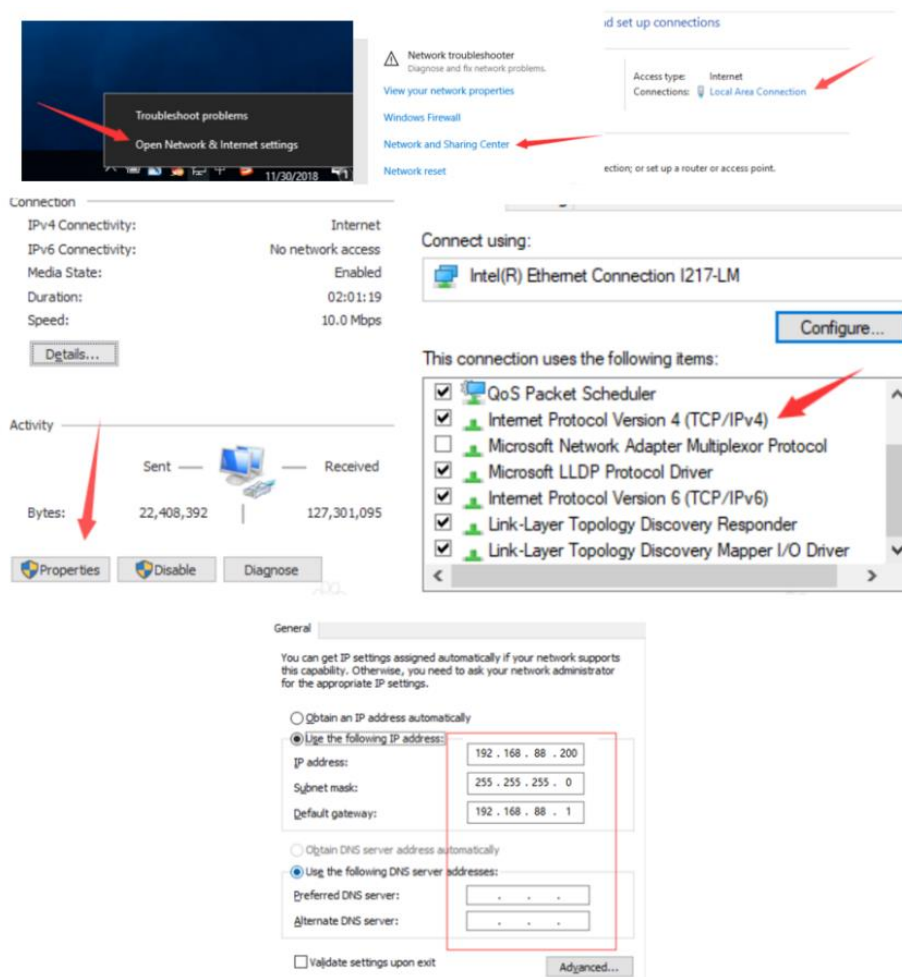 Troubleshoot problems
Open Network & Internet settings
11/30/2018
Network troubleshooter
Diagnose and fix network problems.
View your network properties
Windows Firewall
Network and Sharing Center
Network reset
nd set up connections
Access type: Internet
Connections: Local Area Connection
ection; or set up a router or access point.
Connection
IPv4 Connectivity: Internet
IPv6 Connectivity: No network access
Media State: Enabled
Duration: 02:01:19
Speed: 10.0 Mbps
Details...
Activity
Sent — — Received
Bytes: 22,408,392 | 127,301,095
Properties Disable Diagnose
Connect using:
Intel(R) Ethernet Connection I217-LM
Configure...
This connection uses the following items:
QoS Packet Scheduler
Internet Protocol Version 4 (TCP/IPv4)
Microsoft Network Adapter Multiplexor Protocol
Microsoft LLDP Protocol Driver
Internet Protocol Version 6 (TCP/IPv6)
Link-Layer Topology Discovery Responder
Link-Layer Topology Discovery Mapper I/O Driver
General
You can get IP settings assigned automatically if your network supports
this capability. Otherwise, you need to ask your network administrator
for the appropriate IP settings.
Obtain an IP address automatically
Use the following IP address:
IP address: 192 . 168 . 88 . 200
Subnet mask: 255 . 255 . 255 . 0
Default gateway: 192 . 168 . 88 . 1
Obtain DNS server address automatically
Use the following DNS server addresses:
Preferred DNS server: . . .
Alternate DNS server: . . .
Validate settings upon exit
Advanced...